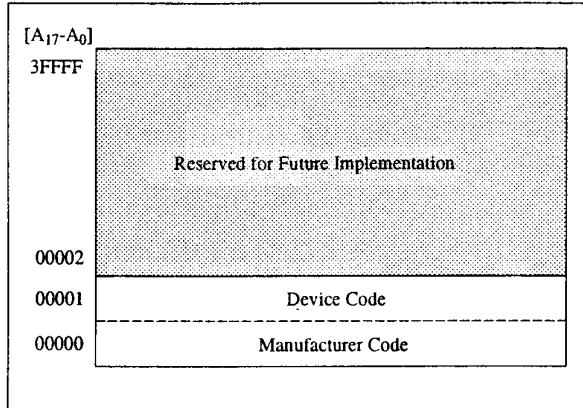 [A₁₇-A₀]
3FFFF
Reserved for Future Implementation
00002
00001 Device Code
00000 Manufacturer Code